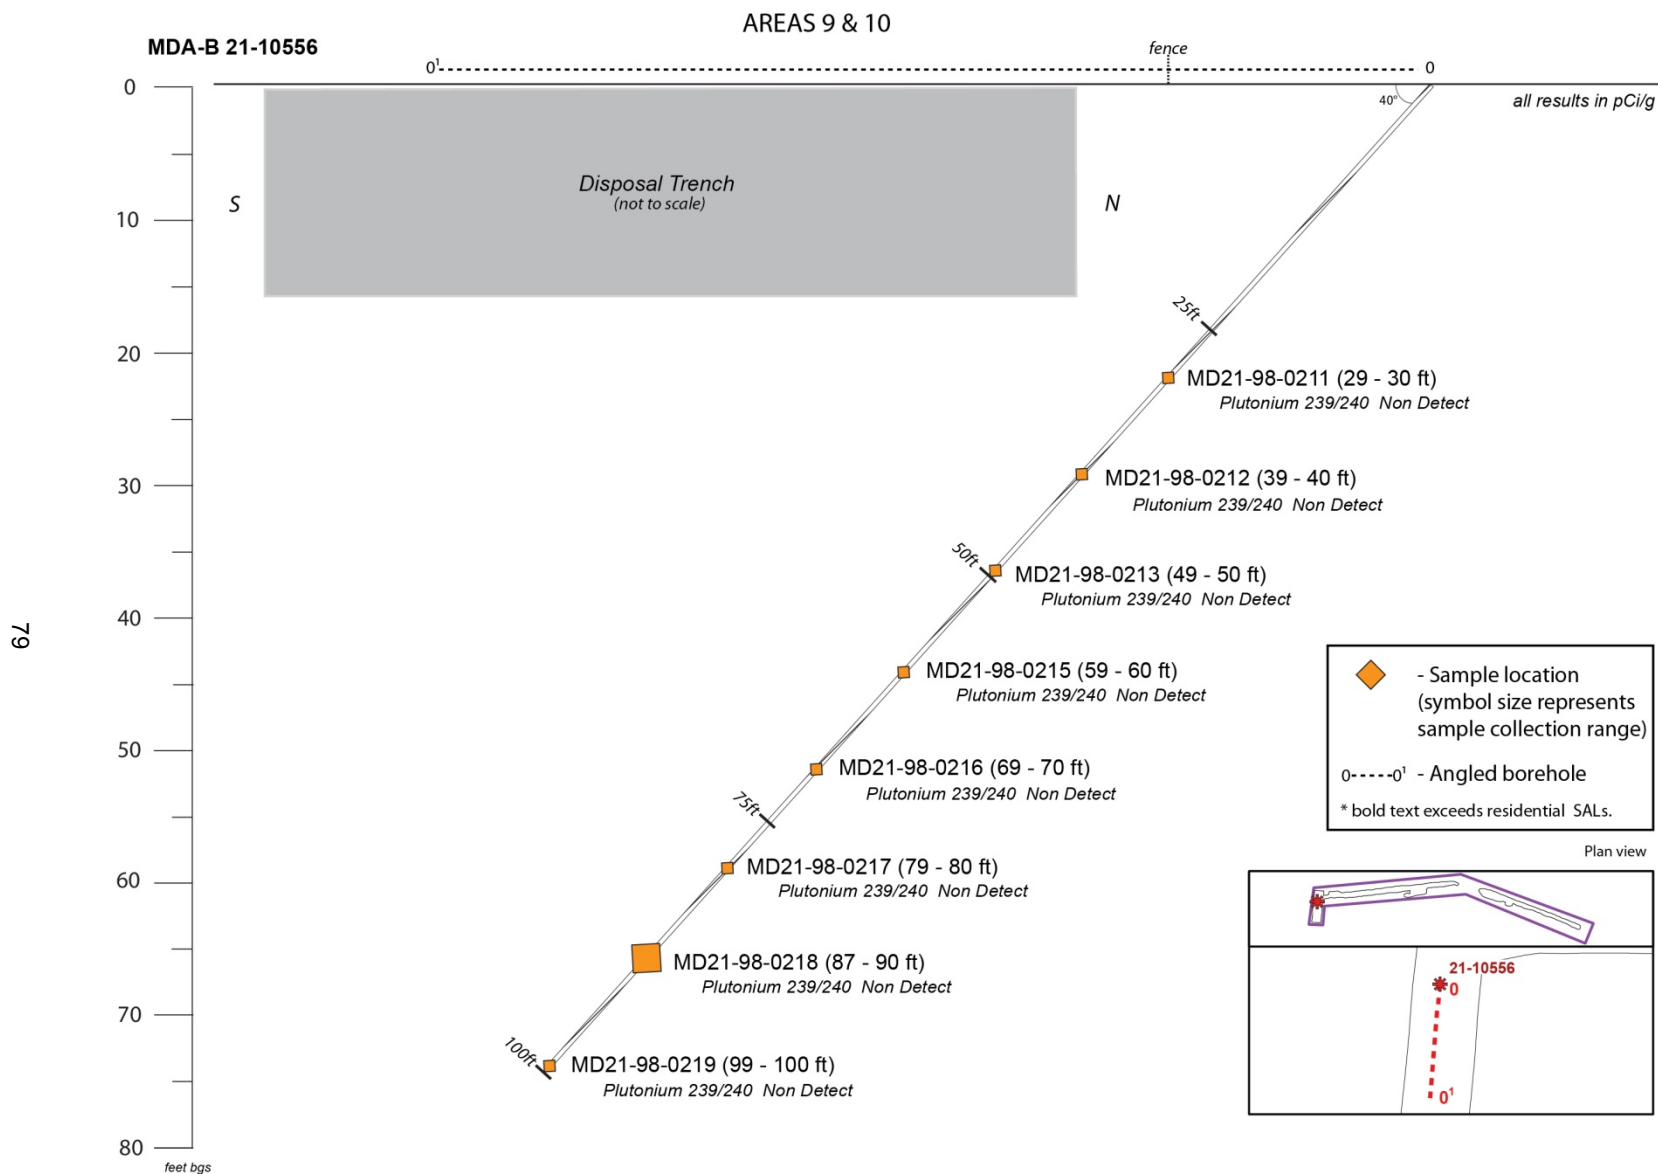 AREAS 9 & 10
MDA-B 21-10556
fence
0¹
0
40°
all results in pCi/g
0
10
20
30
40
50
60
70
80
feet bgs
S
Disposal Trench
(not to scale)
N
25ft
MD21-98-0211 (29 - 30 ft)
Plutonium 239/240 Non Detect
MD21-98-0212 (39 - 40 ft)
Plutonium 239/240 Non Detect
50ft
MD21-98-0213 (49 - 50 ft)
Plutonium 239/240 Non Detect
MD21-98-0215 (59 - 60 ft)
Plutonium 239/240 Non Detect
MD21-98-0216 (69 - 70 ft)
Plutonium 239/240 Non Detect
75ft
MD21-98-0217 (79 - 80 ft)
Plutonium 239/240 Non Detect
MD21-98-0218 (87 - 90 ft)
Plutonium 239/240 Non Detect
100ft
MD21-98-0219 (99 - 100 ft)
Plutonium 239/240 Non Detect
- Sample location
(symbol size represents
sample collection range)
0-----0¹ - Angled borehole
* bold text exceeds residential SALs.
Plan view
21-10556
0
0¹
79